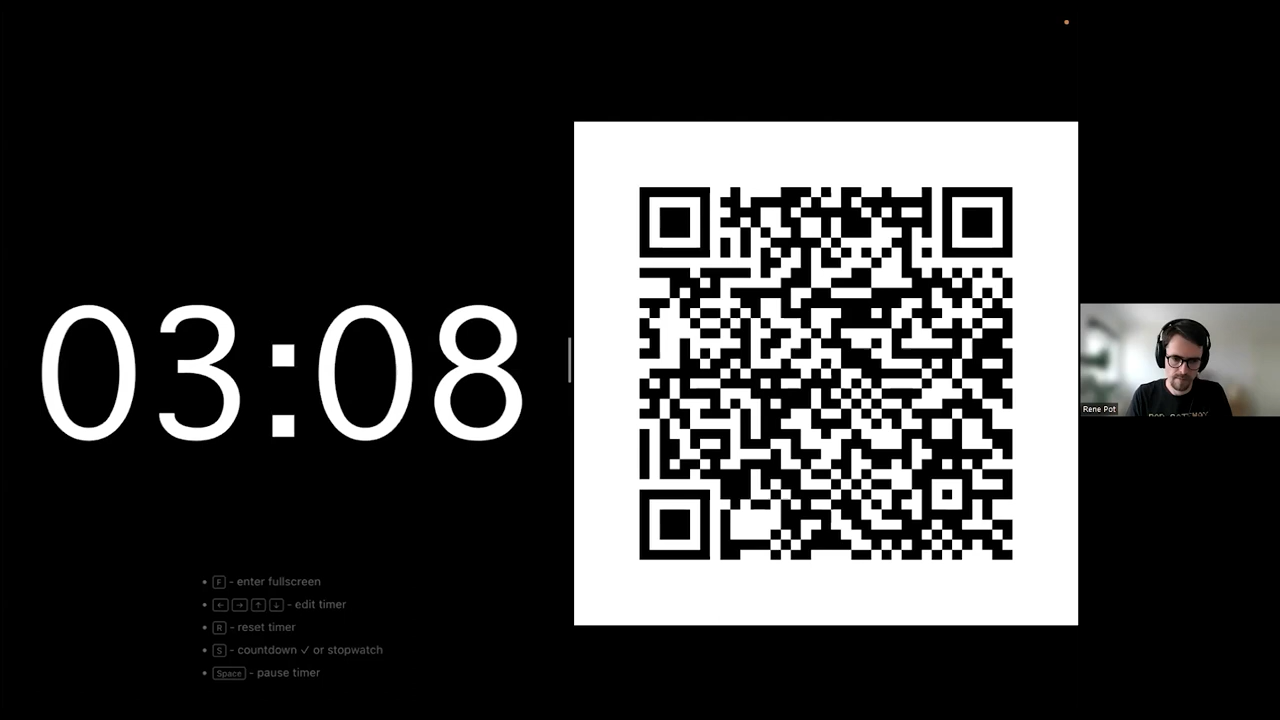 03:08
F - enter fullscreen
← → ↑ ↓ - edit timer
R - reset timer
S - countdown ✓ or stopwatch
Space - pause timer
Rene Pot